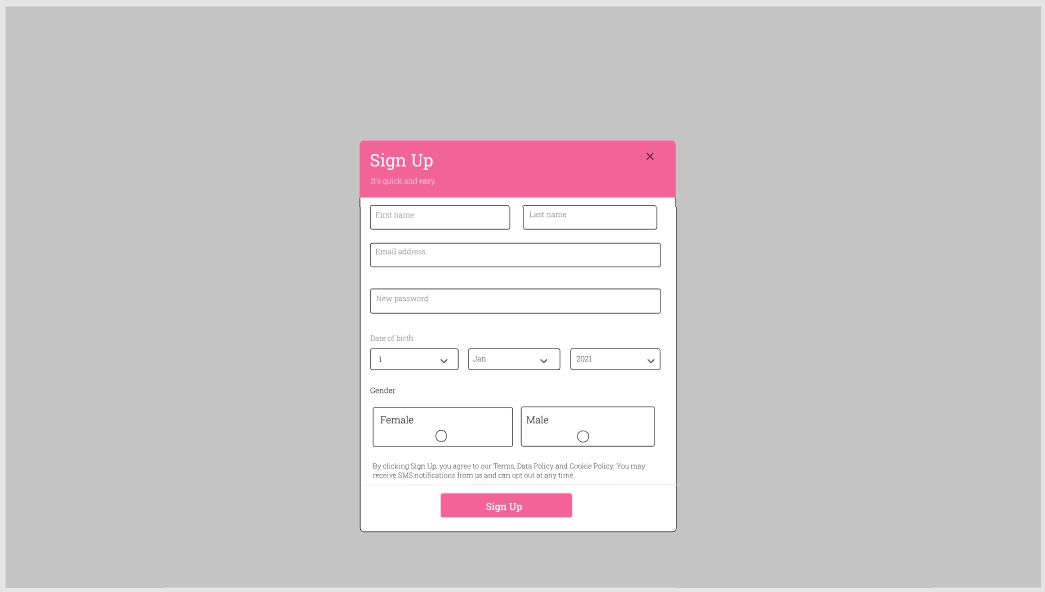 Sign Up
It's quick and easy.
First name
Last name
Email address
New password
Date of birth
1
Jan
2021
Gender
Female
Male
By clicking Sign Up, you agree to our Terms, Data Policy and Cookie Policy. You may
receive SMS notifications from us and can opt out at any time
Sign Up